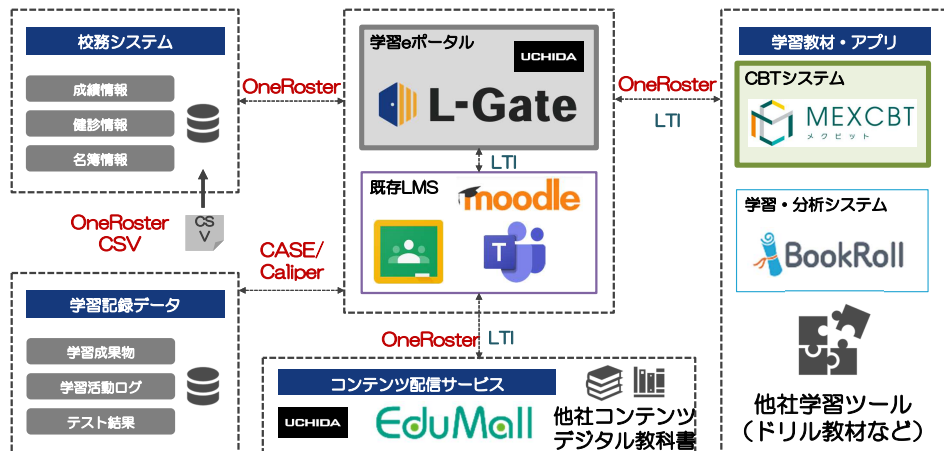 校務システム
成績情報
健診情報
名簿情報
OneRoster
CSV
CS
V
学習記録データ
学習成果物
学習活動ログ
テスト結果
OneRoster
CASE/
Caliper
学習eポータル
UCHIDA
L-Gate
LTI
既存LMS
moodle
T
OneRoster
LTI
コンテンツ配信サービス
UCHIDA
EduMall
他社コンテンツ
デジタル教科書
OneRoster
LTI
学習教材・アプリ
CBTシステム
MEXCBT
メクビット
学習・分析システム
BookRoll
他社学習ツール
（ドリル教材など）